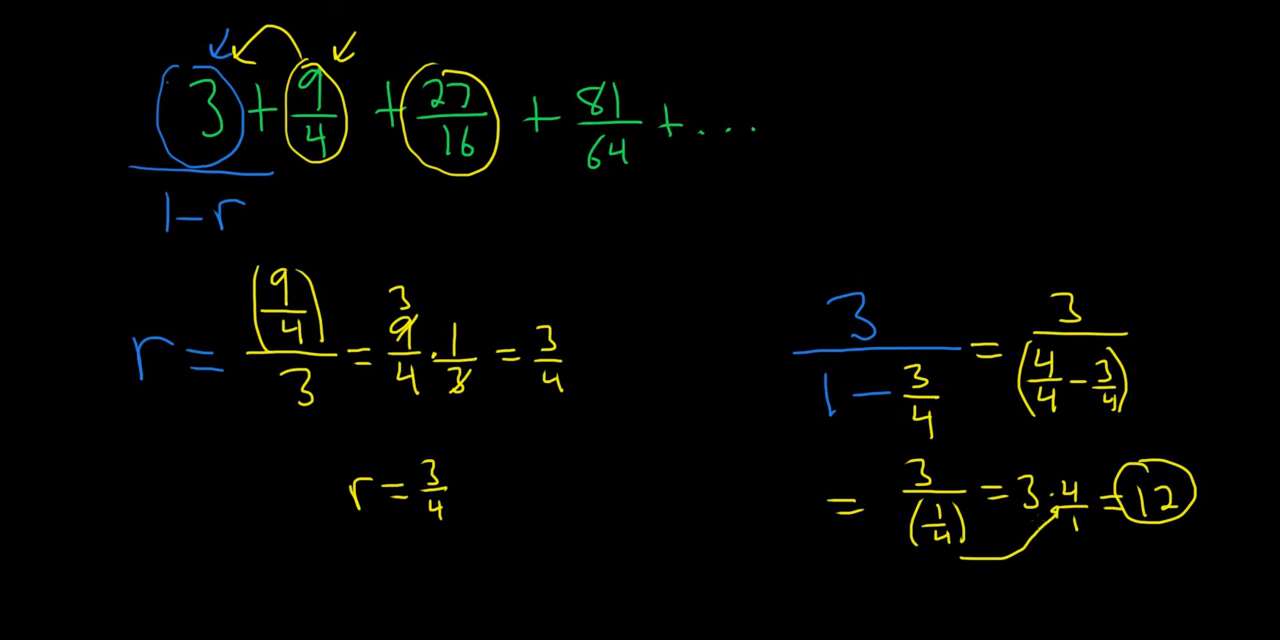 3 + 9/4 + 27/16 + 81/64 + ...
1 - r
r = (9/4)/3 = 3 9/4 · 1/3 = 3/4
r = 3/4
3/(1 - 3/4) = 3/(4/4 - 3/4)
= 3/(1/4) = 3 · 4/1 = 12